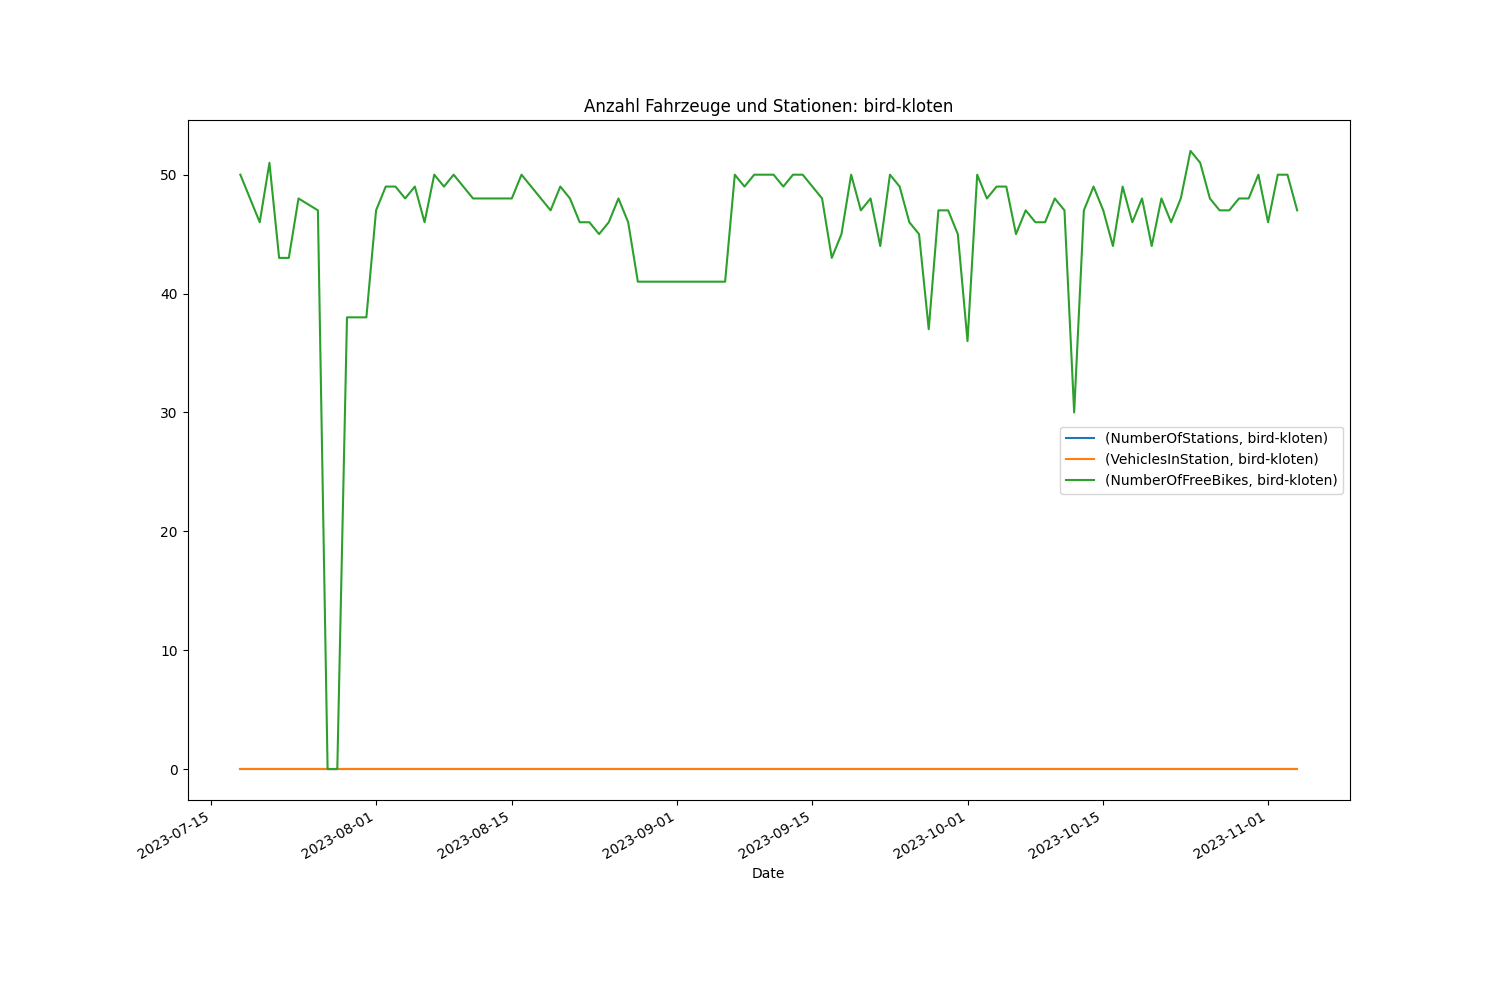 Anzahl Fahrzeuge und Stationen: bird-kloten
50
40
30
20
10
0
(NumberOfStations, bird-kloten)
(VehiclesInStation, bird-kloten)
(NumberOfFreeBikes, bird-kloten)
2023-07-15
2023-08-01
2023-08-15
2023-09-01
2023-09-15
2023-10-01
2023-10-15
2023-11-01
Date